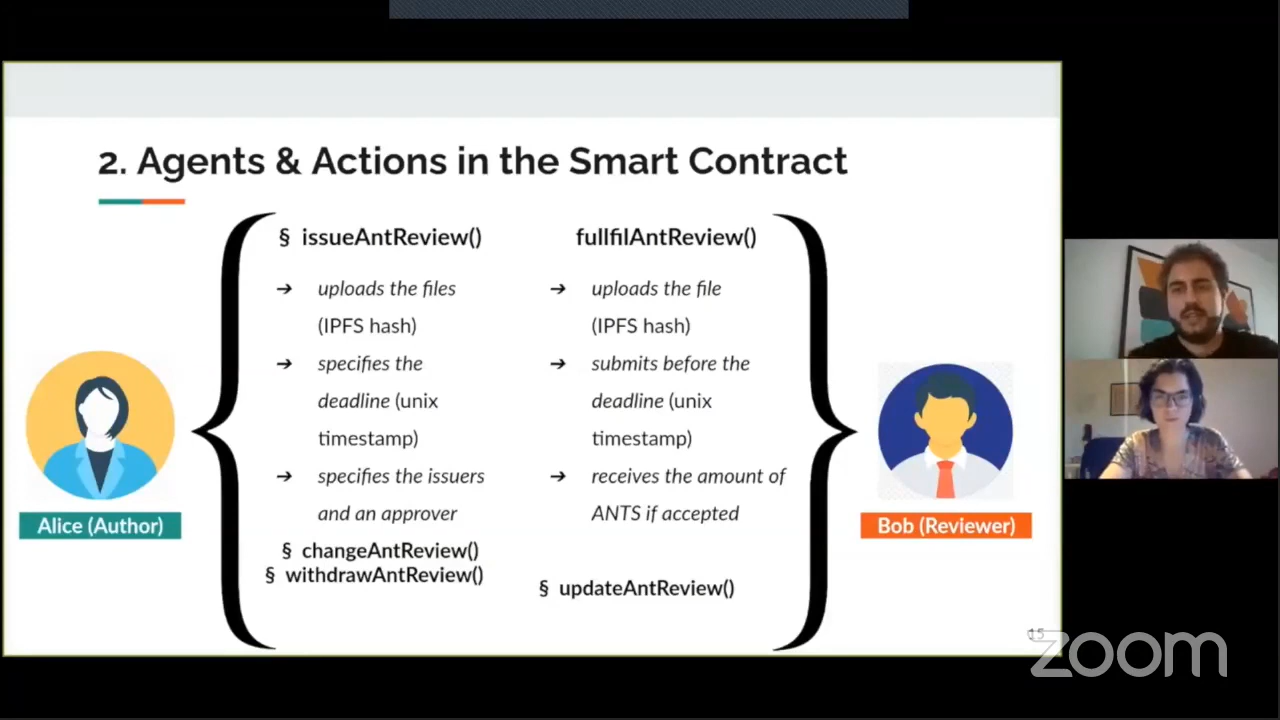 2. Agents & Actions in the Smart Contract
§ issueAntReview()
➔ uploads the files
(IPFS hash)
➔ specifies the
deadline (unix
timestamp)
➔ specifies the issuers
and an approver
§ changeAntReview()
§ withdrawAntReview()
fullfilAntReview()
➔ uploads the file
(IPFS hash)
➔ submits before the
deadline (unix
timestamp)
➔ receives the amount of
ANTS if accepted
§ updateAntReview()
Alice (Author)
Bob (Reviewer)
15
zoom